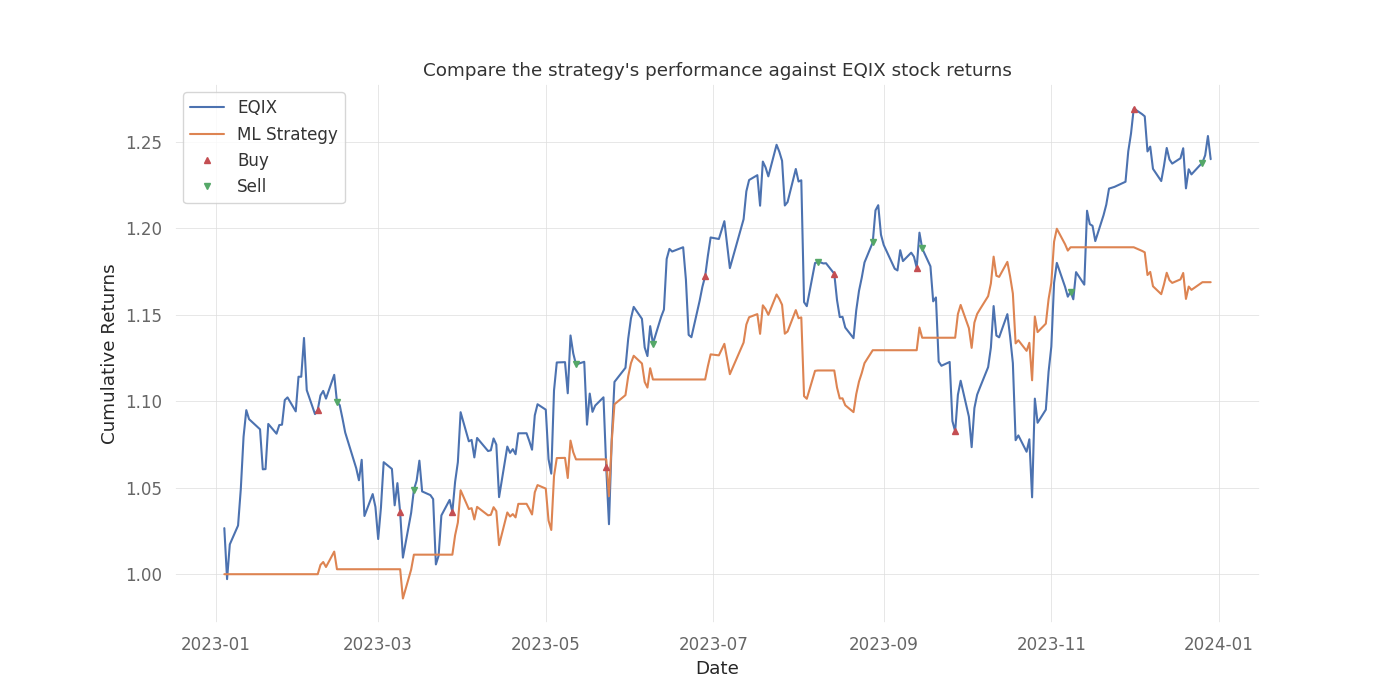 Compare the strategy's performance against EQIX stock returns
EQIX
ML Strategy
Buy
Sell
Cumulative Returns
1.25
1.20
1.15
1.10
1.05
1.00
2023-01
2023-03
2023-05
2023-07
2023-09
2023-11
2024-01
Date